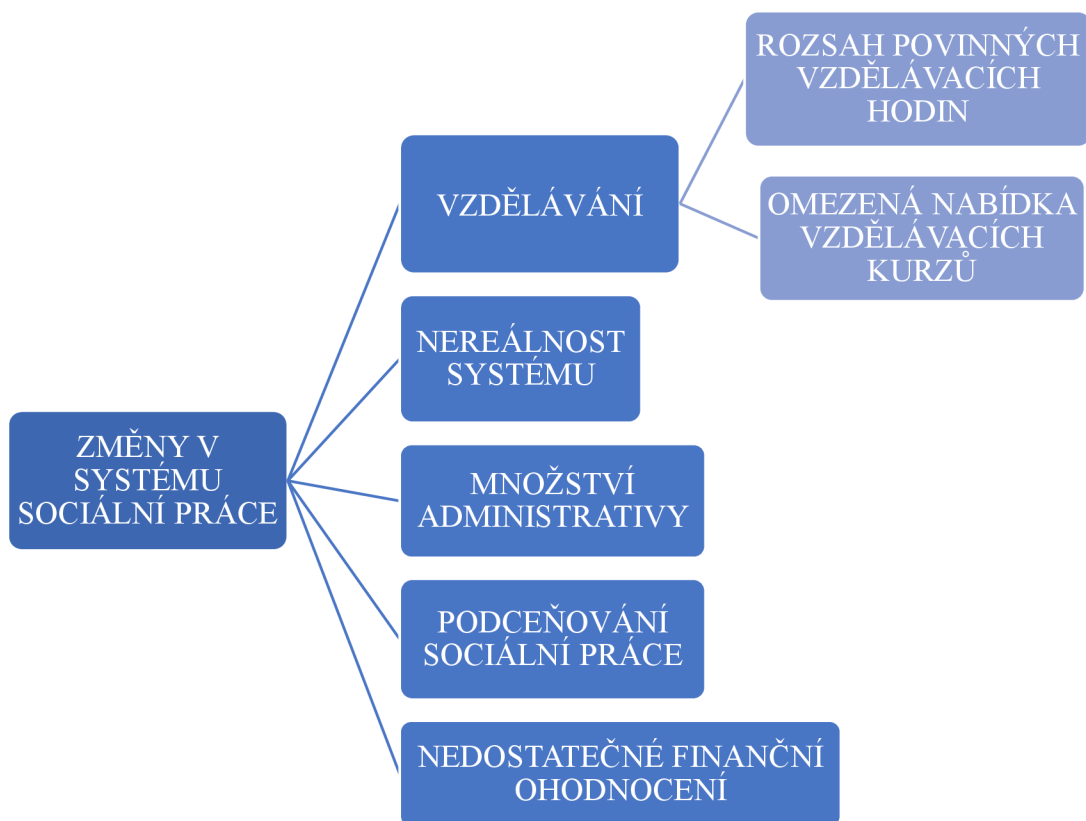 ZMĚNY V
SYSTÉMU
SOCIÁLNÍ PRÁCE
VZDĚLÁVÁNÍ
ROZSAH POVINNÝCH
VZDĚLÁVACÍCH
HODIN
OMEZENÁ NABÍDKA
VZDĚLÁVACÍCH
KURZŮ
NEREÁLNOST
SYSTÉMU
MNOŽSTVÍ
ADMINISTRATIVY
PODCEŇOVÁNÍ
SOCIÁLNÍ PRÁCE
NEDOSTATEČNÉ FINANČNÍ
OHODNOCENÍ